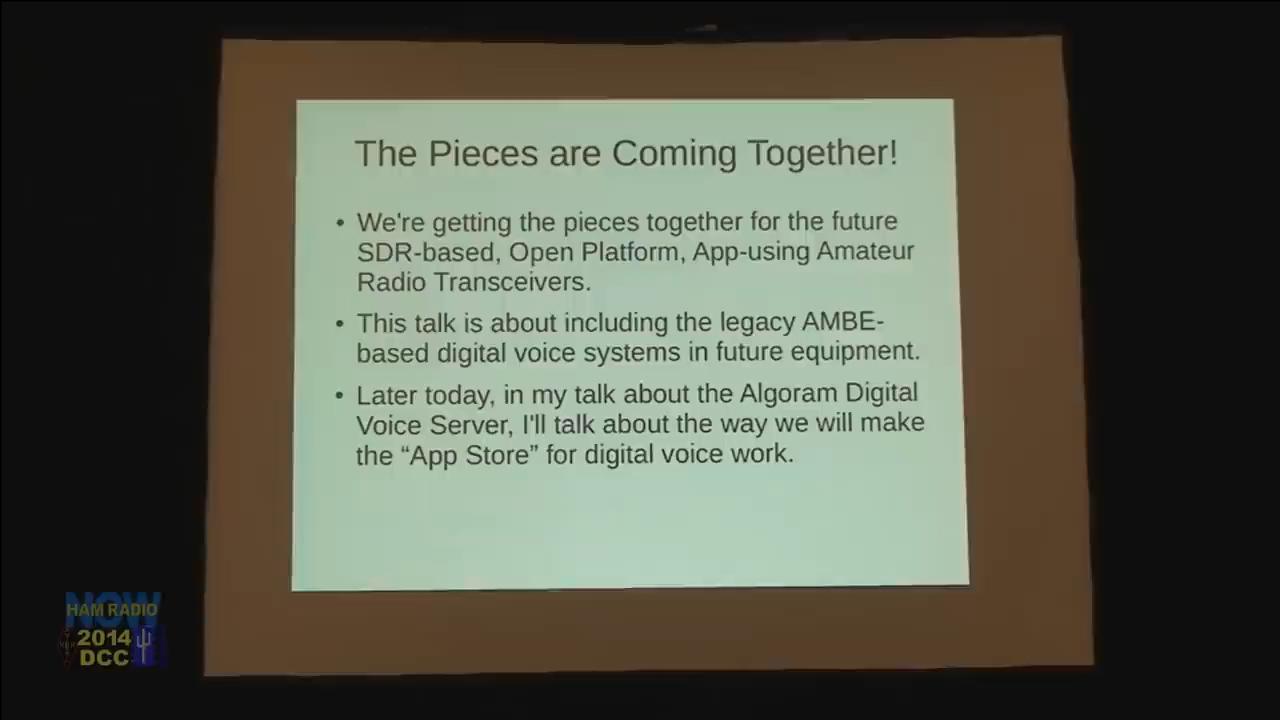 The Pieces are Coming Together!
• We're getting the pieces together for the future
SDR-based, Open Platform, App-using Amateur
Radio Transceivers.
• This talk is about including the legacy AMBE-
based digital voice systems in future equipment.
• Later today, in my talk about the Algoram Digital
Voice Server, I'll talk about the way we will make
the “App Store” for digital voice work.
NOW
HAM RADIO
2014
DCC